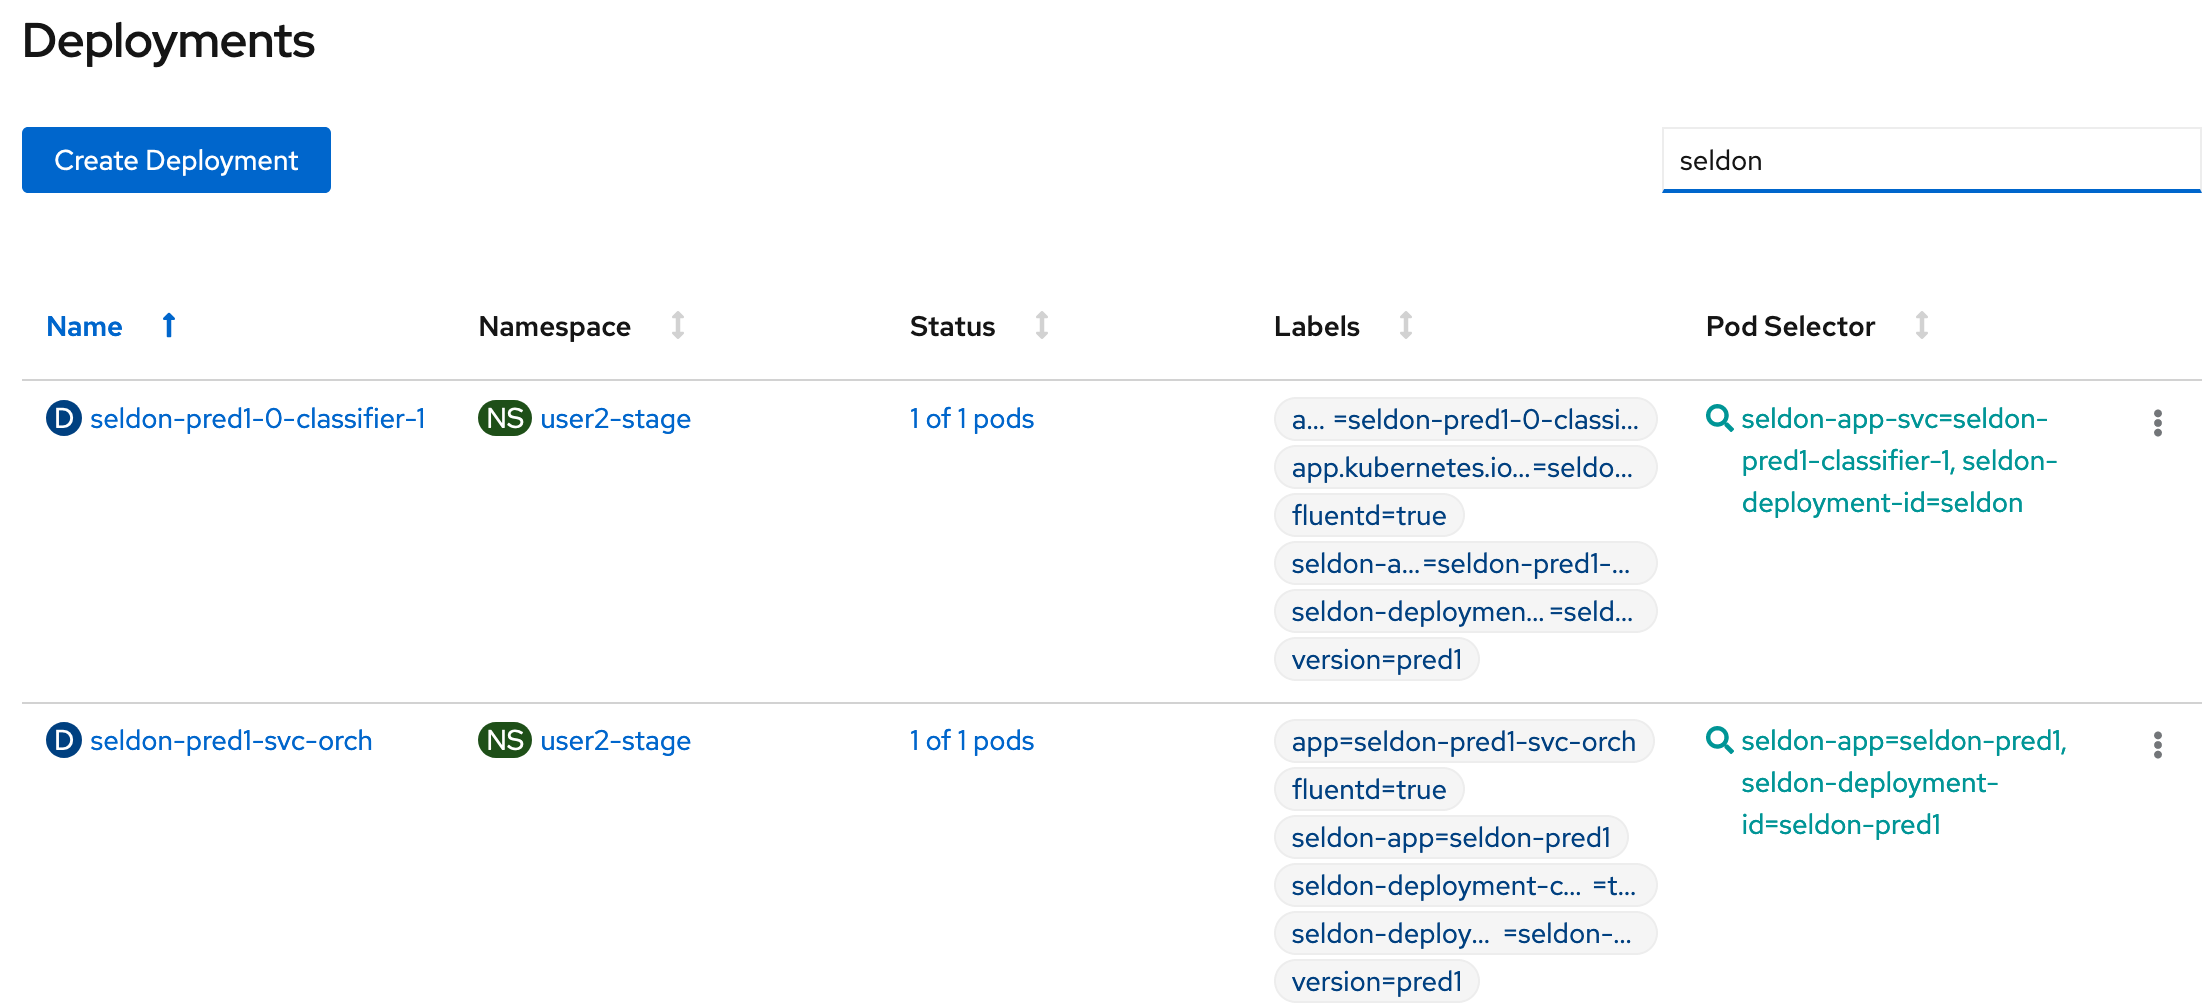 Deployments
Create Deployment
seldon
Name Namespace Status Labels Pod Selector
D seldon-pred1-0-classifier-1 NS user2-stage 1 of 1 pods a... =seldon-pred1-0-classi... seldon-app-svc=seldon-
app.kubernetes.io...=seldo... pred1-classifier-1, seldon-
fluentd=true deployment-id=seldon
seldon-a...=seldon-pred1-...
seldon-deploymen... =seld...
version=pred1
D seldon-pred1-svc-orch NS user2-stage 1 of 1 pods app=seldon-pred1-svc-orch seldon-app=seldon-pred1,
fluentd=true seldon-deployment-
seldon-app=seldon-pred1 id=seldon-pred1
seldon-deployment-c... =t...
seldon-deploy... =seldon-...
version=pred1